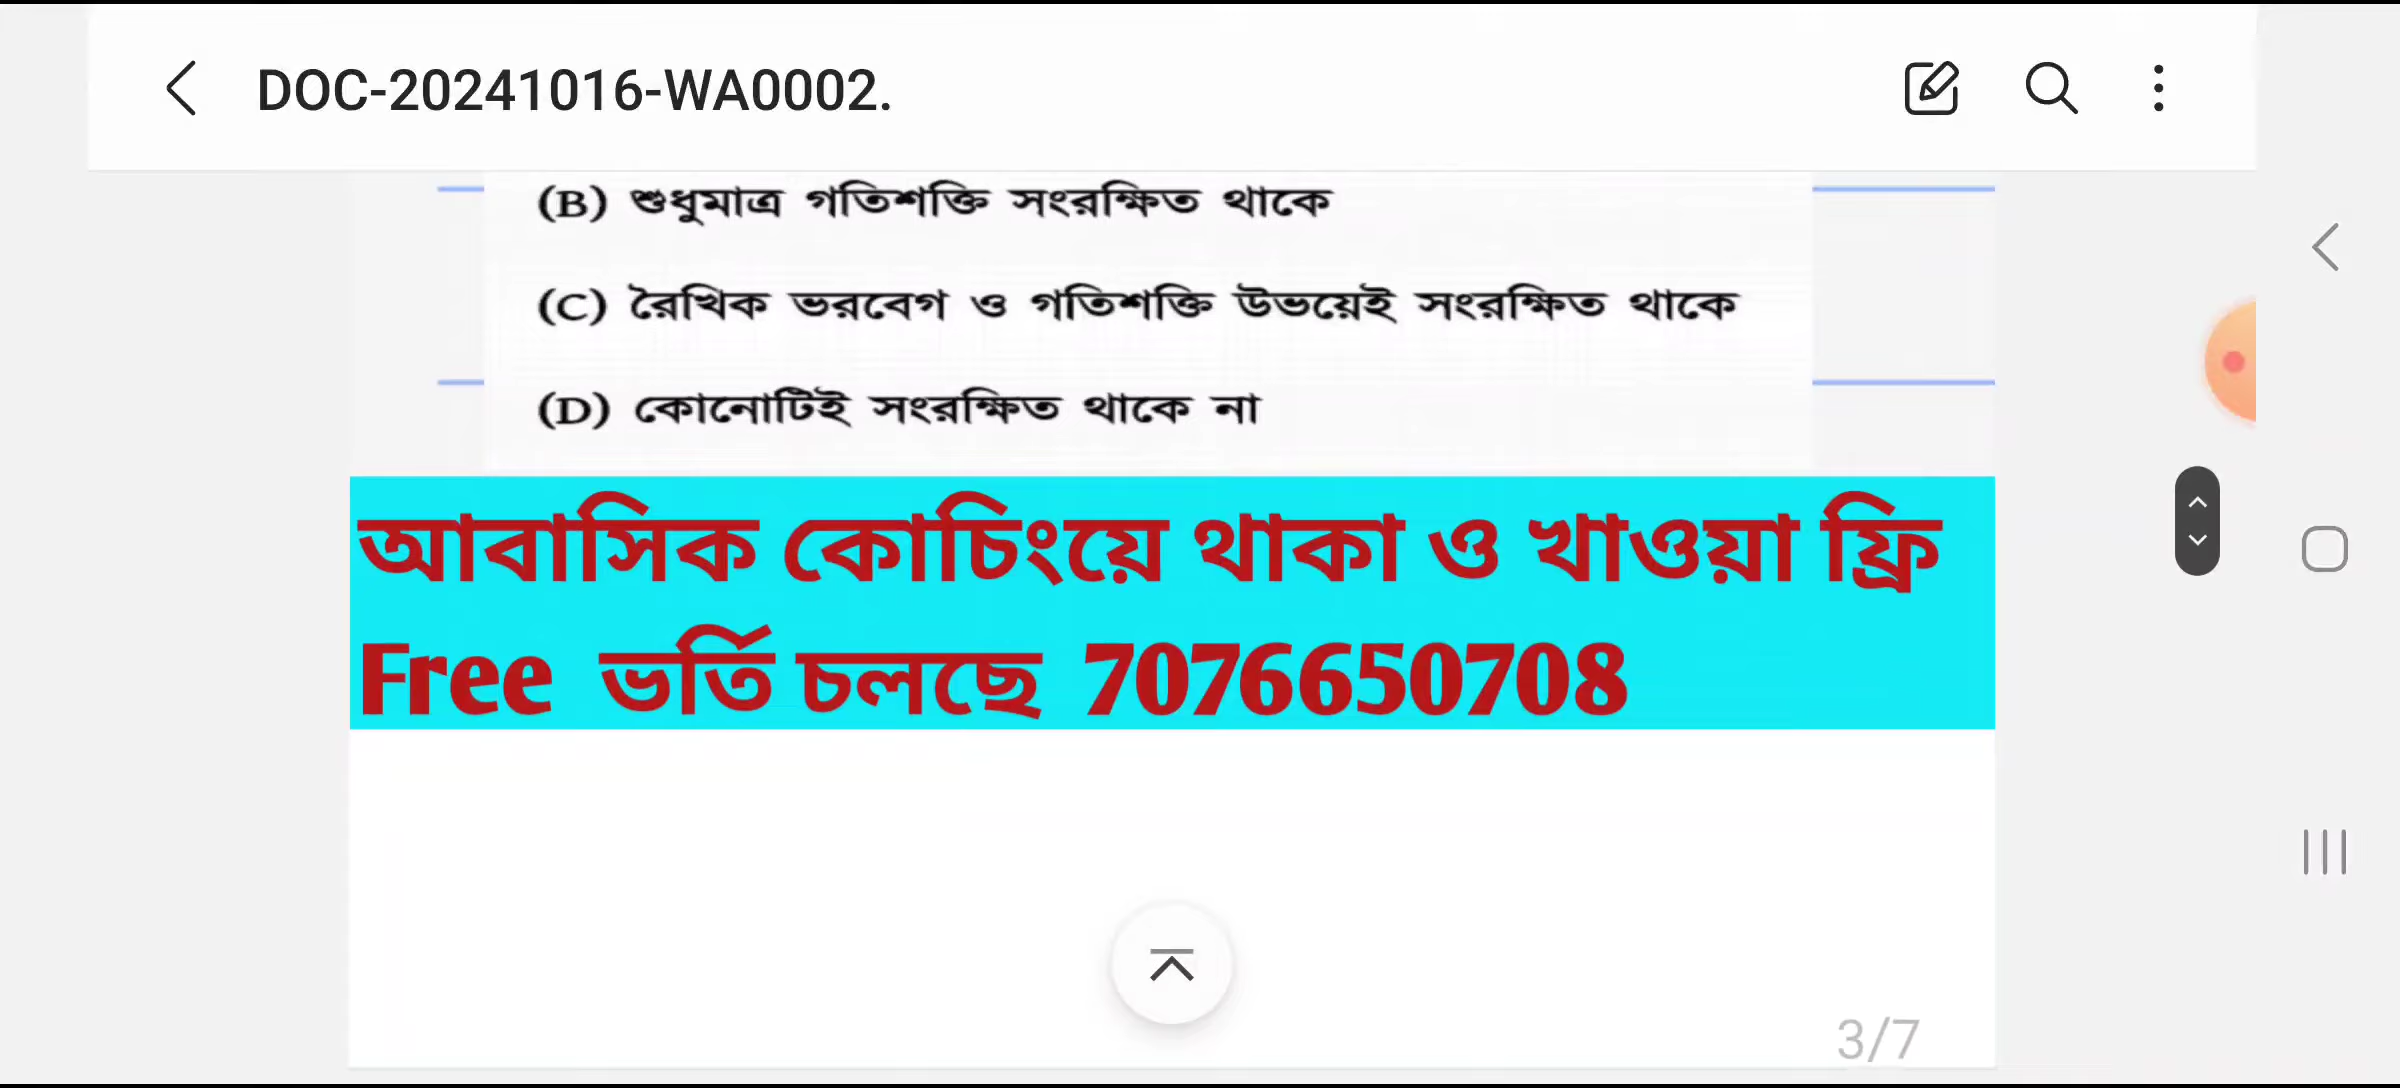 DOC-20241016-WA0002.
(B) শুধুমাত্র গতিশক্তি সংরক্ষিত থাকে
(C) রৈখিক ভরবেগ ও গতিশক্তি উভয়েই সংরক্ষিত থাকে
(D) কোনোটিই সংরক্ষিত থাকে না
আবাসিক কোচিংয়ে থাকা ও খাওয়া ফ্রি
Free ভর্তি চলছে 7076650708
3/7